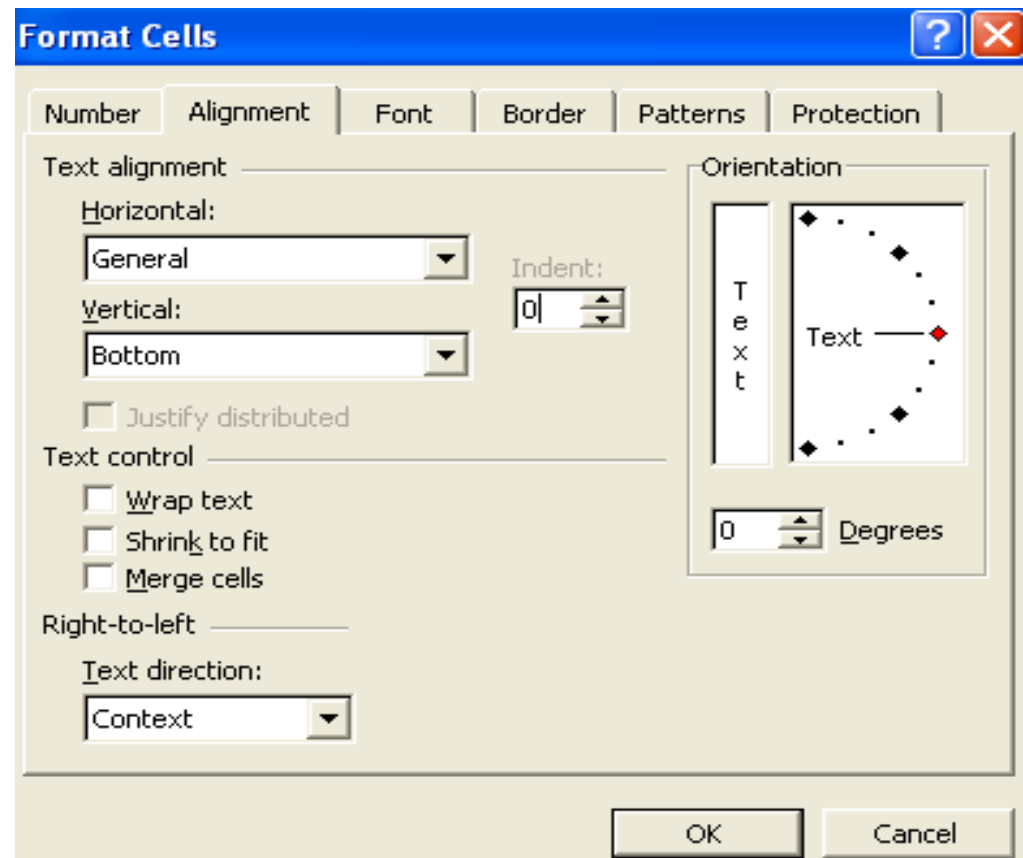 Format Cells
?
Number Alignment Font Border Patterns Protection
Text alignment
Horizontal:
General
Indent:
0
Vertical:
Bottom
Justify distributed
Text control
Wrap text
Shrink to fit
Merge cells
Right-to-left
Text direction:
Context
Orientation
T
e
x
t
Text
0 Degrees
OK Cancel